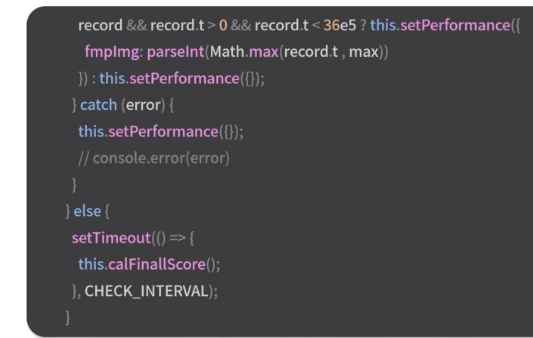 record && record.t > 0 && record.t < 36e5 ? this.setPerformance({
fmpImg: parseInt(Math.max(record.t , max))
}) : this.setPerformance({});
} catch (error) {
this.setPerformance({});
// console.error(error)
}
} else {
setTimeout(() => {
this.calFinallScore();
}, CHECK_INTERVAL);
}